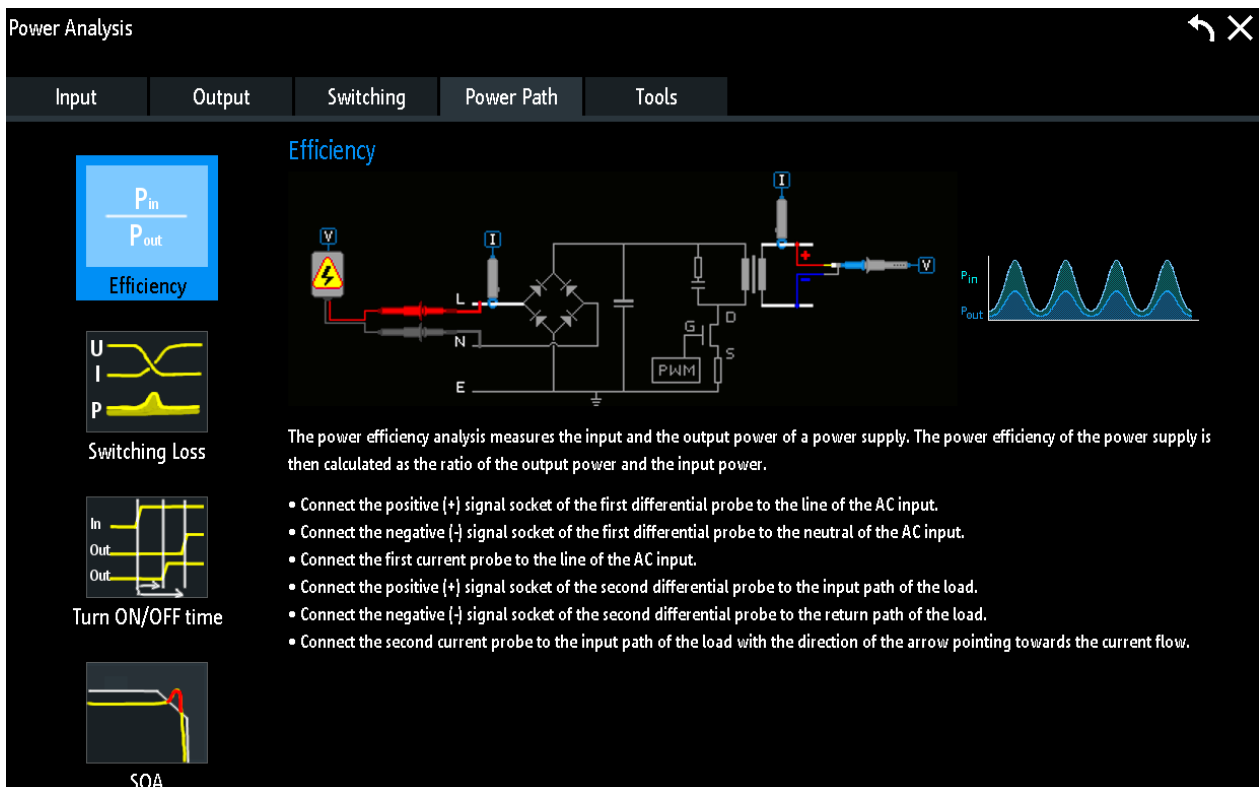 Power Analysis
Input Output Switching Power Path Tools
Efficiency
Pin
Pout
Efficiency
U
I
P
Switching Loss
In
Out
Out
Turn ON/OFF time
SOA
V
I
I
V
L
N
E
G
D
S
PWM
+
-
Pin
Pout
The power efficiency analysis measures the input and the output power of a power supply. The power efficiency of the power supply is
then calculated as the ratio of the output power and the input power.
• Connect the positive (+) signal socket of the first differential probe to the line of the AC input.
• Connect the negative (-) signal socket of the first differential probe to the neutral of the AC input.
• Connect the first current probe to the line of the AC input.
• Connect the positive (+) signal socket of the second differential probe to the input path of the load.
• Connect the negative (-) signal socket of the second differential probe to the return path of the load.
• Connect the second current probe to the input path of the load with the direction of the arrow pointing towards the current flow.